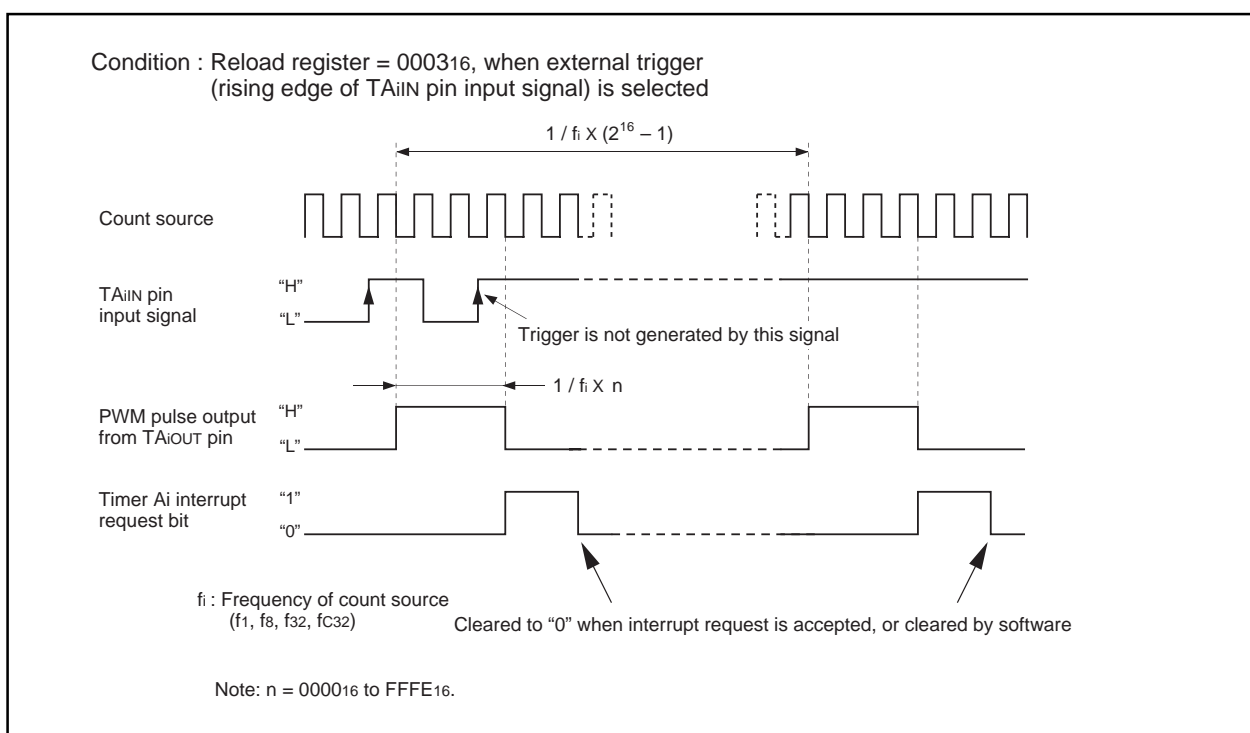 Condition : Reload register = 000316, when external trigger
(rising edge of TAiIN pin input signal) is selected
1 / fi X (2^16 – 1)
Count source
TAiIN pin
input signal
“H”
“L”
Trigger is not generated by this signal
1 / fi X n
PWM pulse output
from TAiOUT pin
“H”
“L”
Timer Ai interrupt
request bit
“1”
“0”
fi : Frequency of count source
(f1, f8, f32, fC32)
Cleared to “0” when interrupt request is accepted, or cleared by software
Note: n = 000016 to FFFE16.